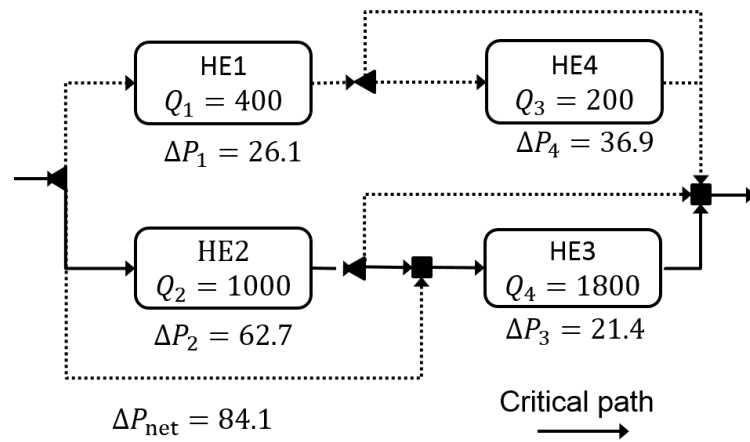 HE1
Q₁ = 400
ΔP₁ = 26.1
HE4
Q₃ = 200
ΔP₄ = 36.9
HE2
Q₂ = 1000
ΔP₂ = 62.7
HE3
Q₄ = 1800
ΔP₃ = 21.4
ΔPnet = 84.1
Critical path